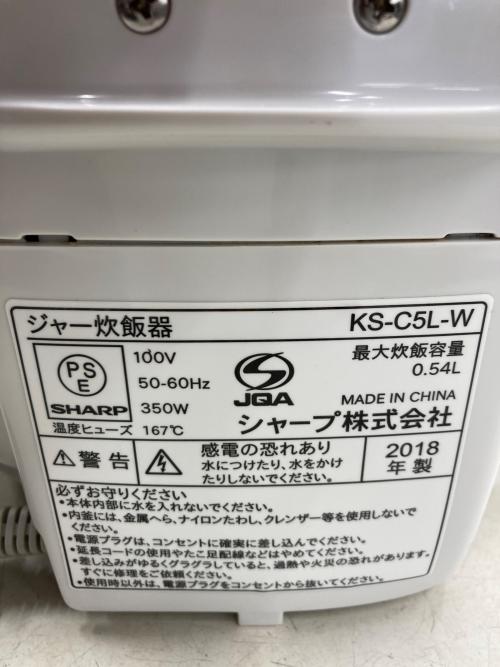 ジャー炊飯器 KS-C5L-W
PS
E
SHARP
100V
50-60Hz
350W
温度ヒューズ 167℃
JQA
最大炊飯容量
0.54L
MADE IN CHINA
シャープ株式会社
警告
感電の恐れあり
水につけたり、水をかけ
たりしないでください。
2018
年製
必ずお守りください
•本体内部に水を入れないでください。
•内釜には、金属へら、ナイロンたわし、クレンザー等を使用しないで
ください。
•電源プラグは、コンセントに確実に差し込んでください。
•延長コードの使用やたこ足配線などはやめてください。
•差し込みがゆるくグラグラしていると、過熱や火災の恐れがあります。
すぐに修理をご依頼ください。
•使用時以外は、電源プラグをコンセントから抜いてください。